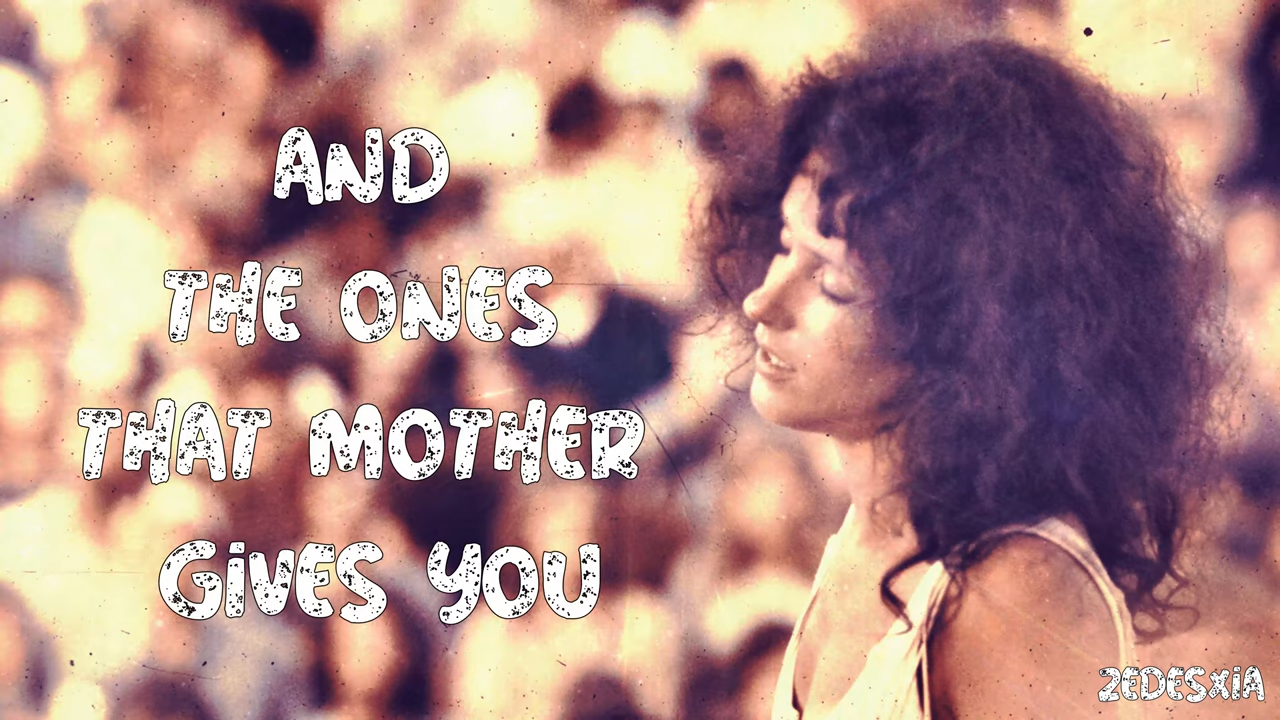 AND
THE ONES
THAT MOTHER
GiVES YOU
2EDESXiA